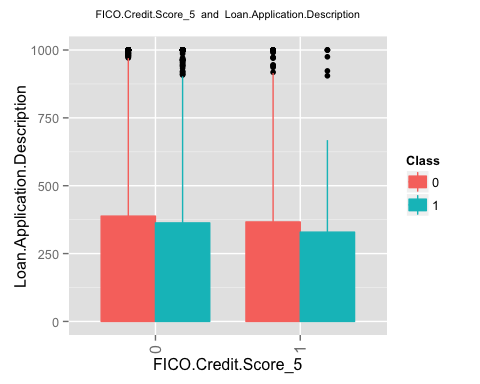 FICO.Credit.Score_5 and Loan.Application.Description
Loan.Application.Description
1000
750
500
250
0
0
1
FICO.Credit.Score_5
Class
0
1